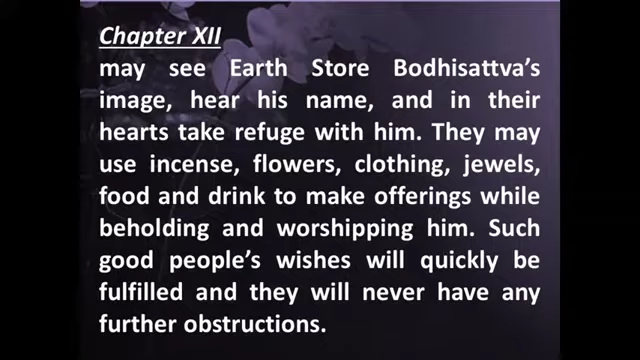 Chapter XII
may see Earth Store Bodhisattva's
image, hear his name, and in their
hearts take refuge with him. They may
use incense, flowers, clothing, jewels,
food and drink to make offerings while
beholding and worshipping him. Such
good people's wishes will quickly be
fulfilled and they will never have any
further obstructions.